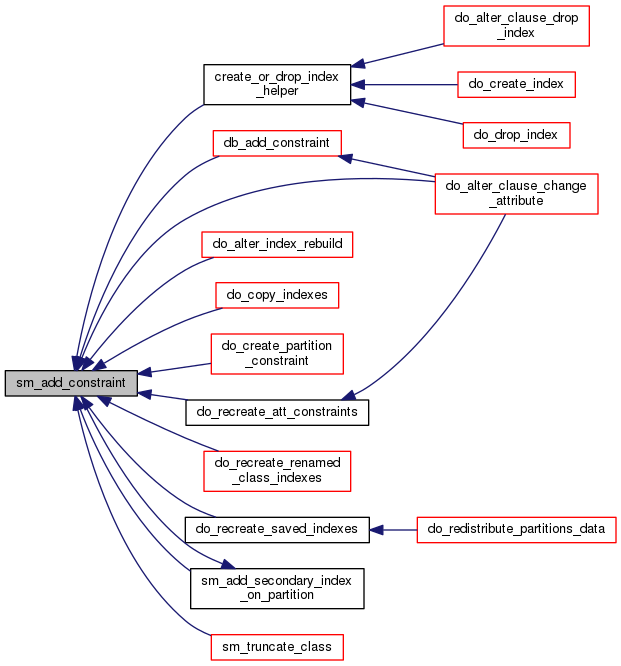 do_alter_clause_drop
_index
create_or_drop_index
_helper
do_create_index
do_drop_index
db_add_constraint
do_alter_clause_change
_attribute
do_alter_index_rebuild
do_copy_indexes
do_create_partition
_constraint
sm_add_constraint
do_recreate_att_constraints
do_recreate_renamed
_class_indexes
do_recreate_saved_indexes
do_redistribute_partitions_data
sm_add_secondary_index
_on_partition
sm_truncate_class